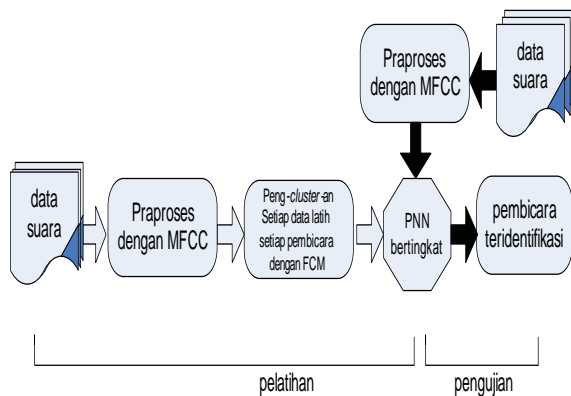 data
suara
Praproses
dengan MFCC
data
suara
Praproses
dengan MFCC
Peng-cluster-an
Setiap data latih
setiap pembicara
dengan FCM
PNN
bertingkat
pembicara
teridentifikasi
pelatihan
pengujian